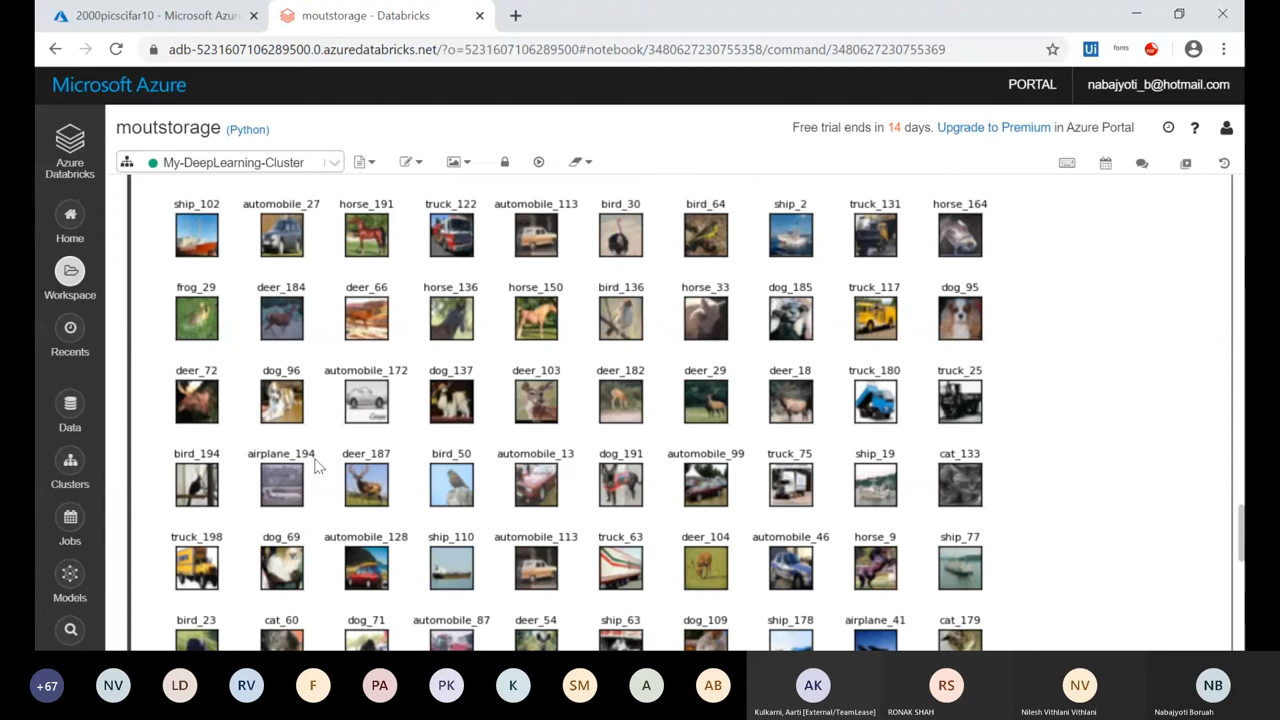 2000picscifar10 - Microsoft Azur
moutstorage - Databricks
adb-5231607106289500.0.azuredatabricks.net/?o=5231607106289500#notebook/3480627230755358/command/3480627230755369
Ui
fonts
Microsoft Azure
PORTAL
nabajyoti_b@hotmail.com
Azure
Databricks
Home
Workspace
Recents
Data
Clusters
Jobs
Models
moutstorage (Python)
Free trial ends in 14 days. Upgrade to Premium in Azure Portal
?
My-DeepLearning-Cluster
ship_102 automobile_27 horse_191 truck_122 automobile_113 bird_30 bird_64 ship_2 truck_131 horse_164
frog_29 deer_184 deer_66 horse_136 horse_150 bird_136 horse_33 dog_185 truck_117 dog_95
deer_72 dog_96 automobile_172 dog_137 deer_103 deer_182 deer_29 deer_18 truck_180 truck_25
bird_194 airplane_194 deer_187 bird_50 automobile_13 dog_191 automobile_99 truck_75 ship_19 cat_133
truck_198 dog_69 automobile_128 ship_110 automobile_113 truck_63 deer_104 automobile_46 horse_9 ship_77
bird_23 cat_60 dog_71 automobile_87 deer_54 ship_63 dog_109 ship_178 airplane_41 cat_179
+67 NV LD RV F PA PK K SM A AB AK RS NV NB
Kulkarni, Aarti [External/TeamLease] RONAK SHAH Nilesh Vithlani Vithlani Nabajyoti Boruah